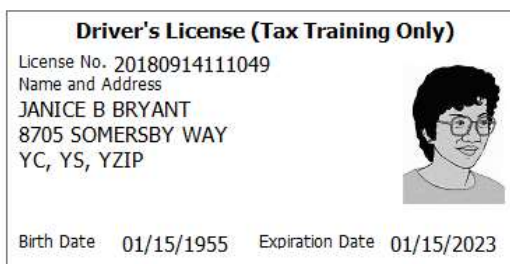 Driver's License (Tax Training Only)
License No. 20180914111049
Name and Address
JANICE B BRYANT
8705 SOMERSBY WAY
YC, YS, YZIP
Birth Date 01/15/1955 Expiration Date 01/15/2023